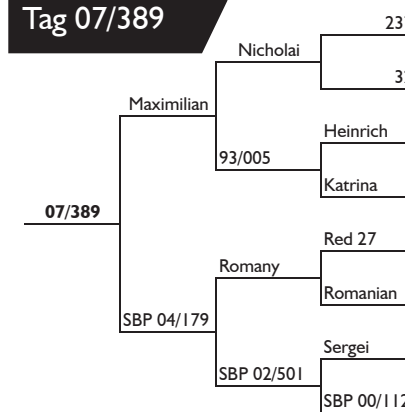 Tag 07/389
Nicholai
Maximilian
Heinrich
93/005
Katrina
07/389
Red 27
Romany
Romanian
SBP 04/179
Sergei
SBP 02/501